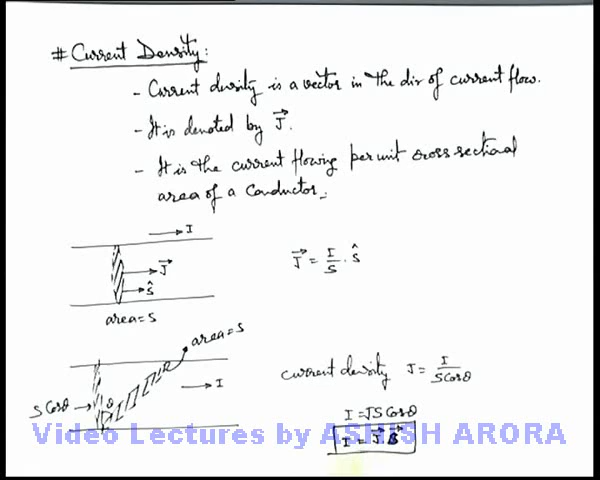 # Current Density:
- Current density is a vector in the dir of current flow.
- It is denoted by J⃗.
- It is the current flowing per unit cross sectional
area of a conductor.
I
J⃗
ŝ
area = S
J⃗ = I/S · ŝ
area = S
S Cosθ
θ
I
current density J = I/SCosθ
I = JS Cosθ
I = J⃗.
Video Lectures by ASHISH ARORA